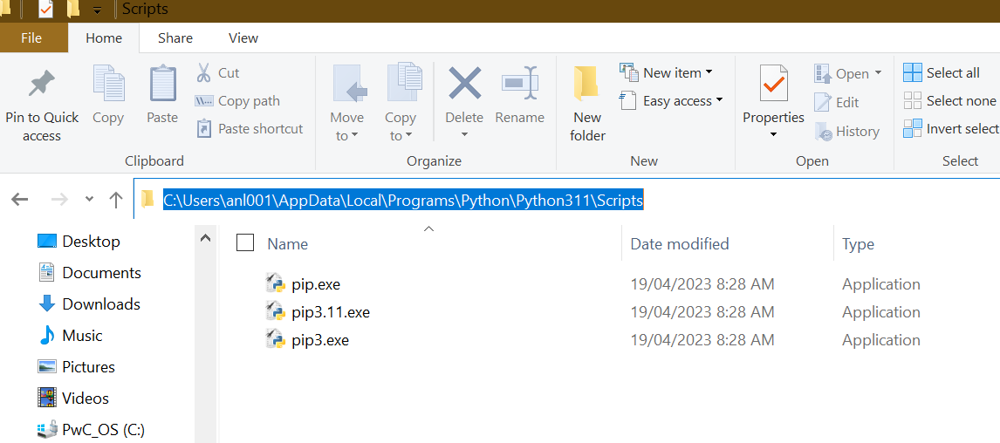 Scripts
File Home Share View
Pin to Quick access
Copy
Paste
Cut
Copy path
Paste shortcut
Clipboard
Move to
Copy to
Delete
Rename
Organize
New folder
New item
Easy access
New
Properties
Open
Edit
History
Open
Select all
Select none
Invert select
Select
C:\Users\anl001\AppData\Local\Programs\Python\Python311\Scripts
Desktop
Documents
Downloads
Music
Pictures
Videos
PwC_OS (C:)
Name Date modified Type
pip.exe 19/04/2023 8:28 AM Application
pip3.11.exe 19/04/2023 8:28 AM Application
pip3.exe 19/04/2023 8:28 AM Application